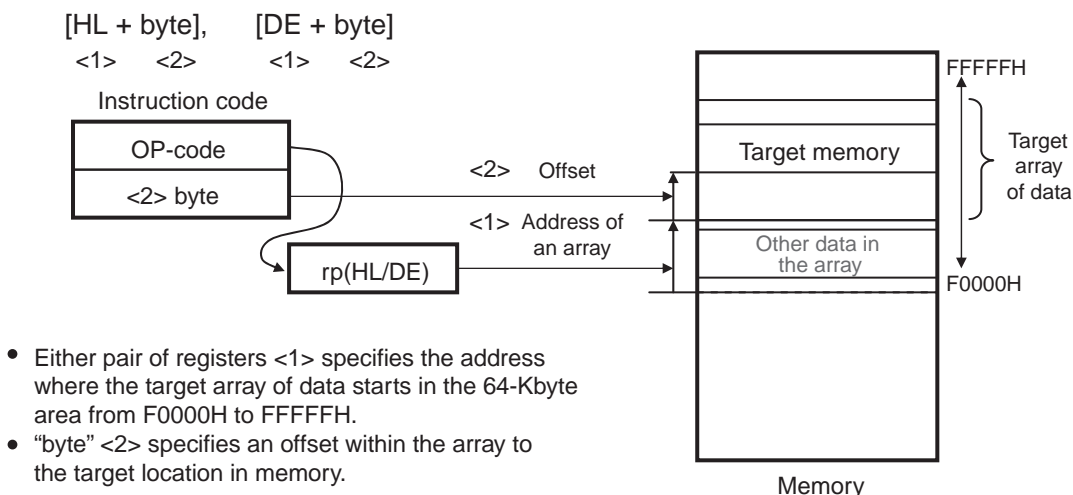 [HL + byte], [DE + byte]
<1> <2> <1> <2>
Instruction code
OP-code
<2> byte
<2> Offset
<1> Address of
an array
rp(HL/DE)
FFFFFH
Target memory
Target
array
of data
Other data in
the array
F0000H
Memory
• Either pair of registers <1> specifies the address
where the target array of data starts in the 64-Kbyte
area from F0000H to FFFFFH.
• “byte” <2> specifies an offset within the array to
the target location in memory.